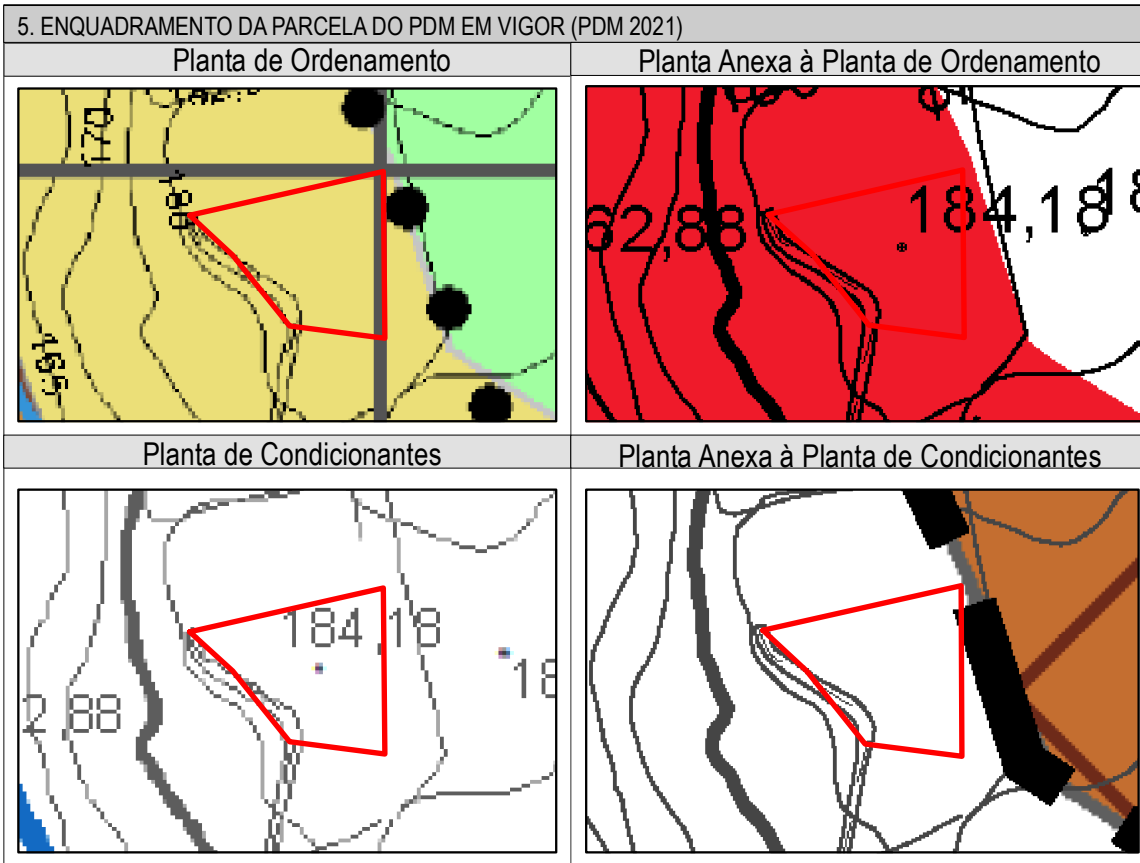 5. ENQUADRAMENTO DA PARCELA DO PDM EM VIGOR (PDM 2021)
Planta de Ordenamento
Planta Anexa à Planta de Ordenamento
170
180
62,88
184,18
Planta de Condicionantes
Planta Anexa à Planta de Condicionantes
184,18
18
2,88